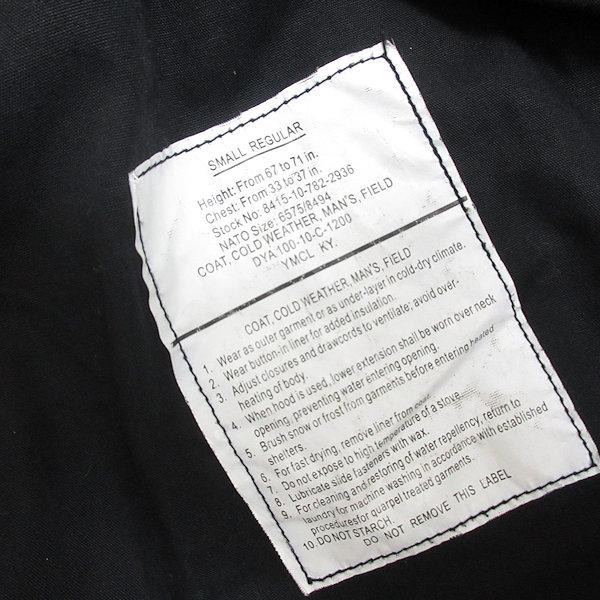 SMALL REGULAR
Height: From 67 to 71 in.
Chest: From 33 to 37 in.
Stock No: 8415-10-782-2936
NATO Size: 6575/8494
COAT, COLD WEATHER, MAN'S, FIELD
DYA 100-10-C-1200
YMCL KY.
COAT, COLD WEATHER, MAN'S, FIELD
1. Wear as outer garment or as under-layer in cold-dry climate.
2. Wear button-in liner for added insulation.
3. Adjust closures and drawcords to ventilate; avoid over-
heating of body.
4. When hood is used, lower extension shall be worn over neck
opening, preventing water entering opening.
5. Brush snow or frost from garments before entering heated
shelters.
6. For fast drying, remove liner from coat.
7. Do not expose to high temperature of a stove.
8. Lubricate slide fasteners with wax.
9. For cleaning and restoring of water repellency, return to
laundry for machine washing in accordance with established
proceduresfor quarpel treated garments.
10. DO NOT STARCH.
DO NOT REMOVE THIS LABEL